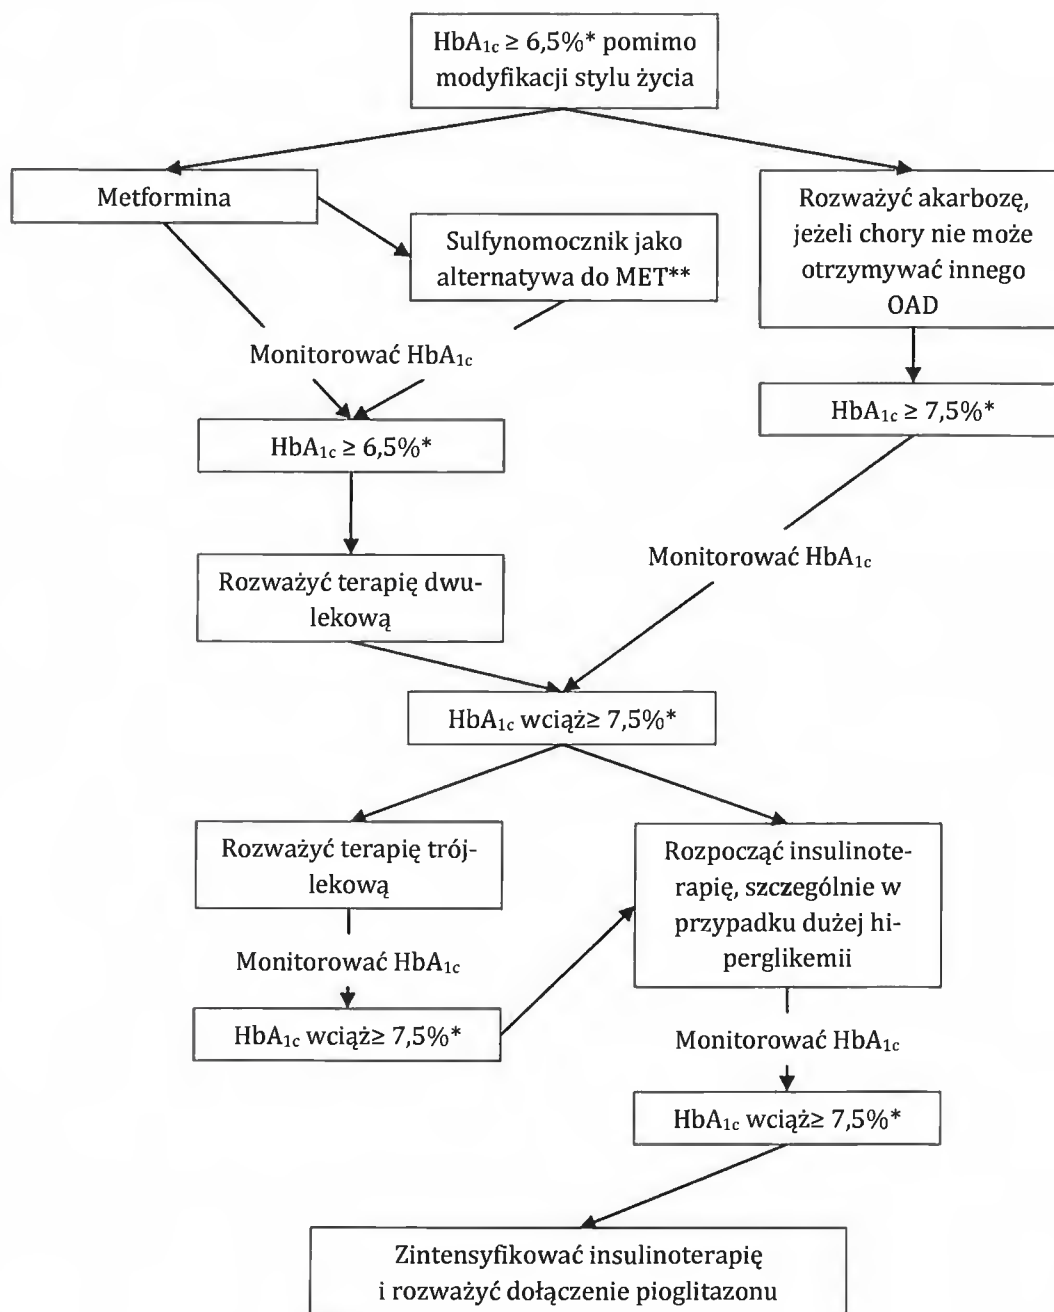 HbA1c ≥ 6,5%* pomimo
modyfikacji stylu życia
Metformina
Sulfynomocznik jako
alternatywa do MET**
Rozważyć akarbozę,
jeżeli chory nie może
otrzymywać innego
OAD
Monitorować HbA1c
HbA1c ≥ 6,5%*
HbA1c ≥ 7,5%*
Rozważyć terapię dwu-
lekową
Monitorować HbA1c
HbA1c wciąż≥ 7,5%*
Rozważyć terapię trój-
lekową
Monitorować HbA1c
HbA1c wciąż≥ 7,5%*
Rozpocząć insulinote-
rapię, szczególnie w
przypadku dużej hi-
perglikemii
Monitorować HbA1c
HbA1c wciąż≥ 7,5%*
Zintensyfikować insulinoterapię
i rozważyć dołączenie pioglitazonu